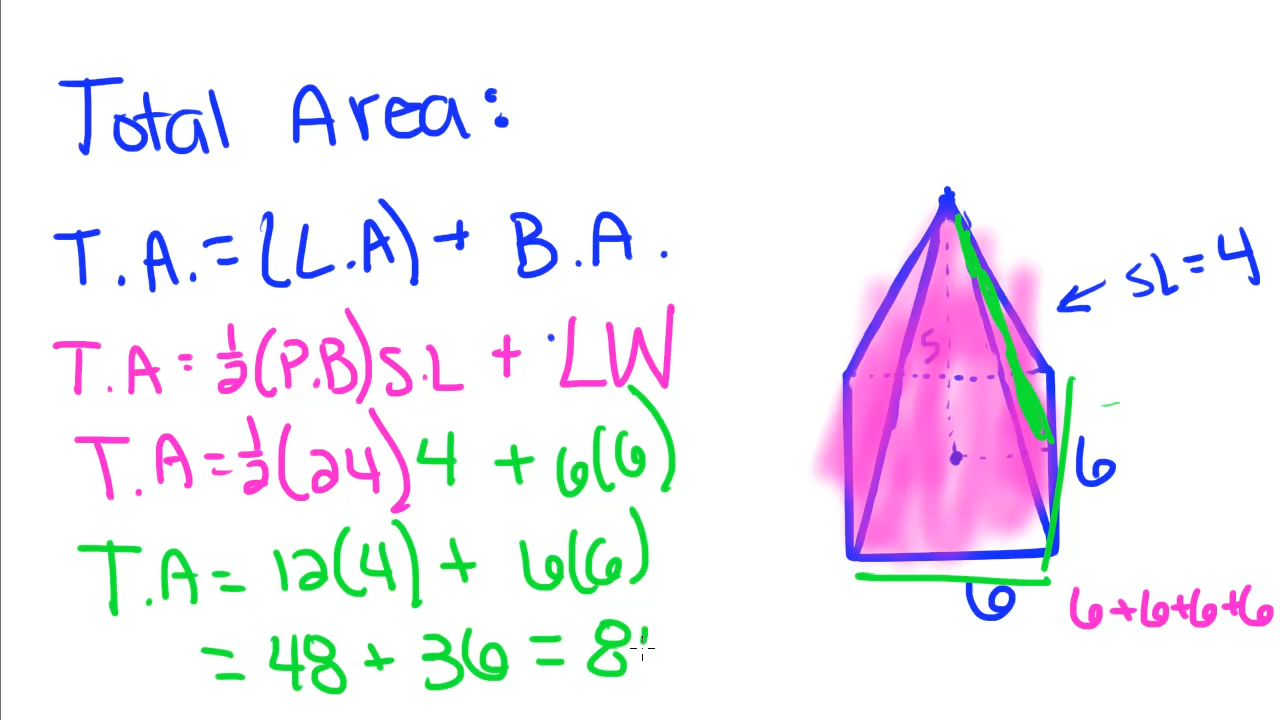 Total Area:
T.A. = (L.A) + B.A.
T.A = 1/2(P.B)S.L + LW
T.A = 1/2(24)4 + 6(6)
T.A = 12(4) + 6(6)
= 48 + 36 = 8
SL = 4
5
6
6
6+6+6+6